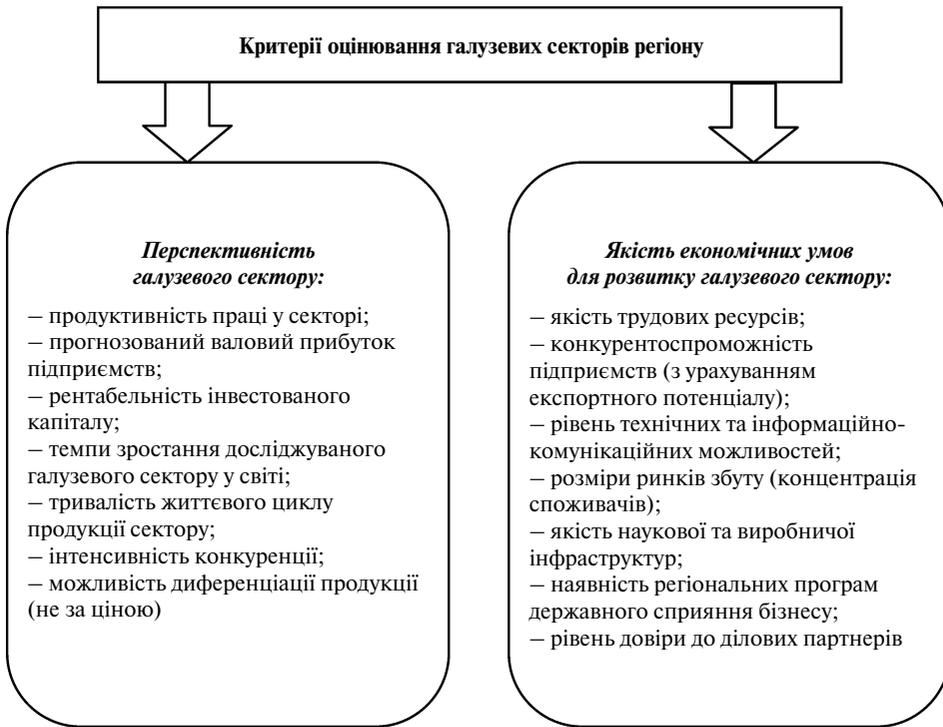 Критерії оцінювання галузевих секторів регіону
Перспективність
галузевого сектору:
– продуктивність праці у секторі;
– прогнозований валовий прибуток
підприємств;
– рентабельність інвестованого
капіталу;
– темпи зростання досліджуваного
галузевого сектору у світі;
– тривалість життєвого циклу
продукції сектору;
– інтенсивність конкуренції;
– можливість диференціації продукції
(не за ціною)
Якість економічних умов
для розвитку галузевого сектору:
– якість трудових ресурсів;
– конкурентоспроможність
підприємств (з урахуванням
експортного потенціалу);
– рівень технічних та інформаційно-
комунікаційних можливостей;
– розміри ринків збуту (концентрація
споживачів);
– якість наукової та виробничої
інфраструктур;
– наявність регіональних програм
державного сприяння бізнесу;
– рівень довіри до ділових партнерів